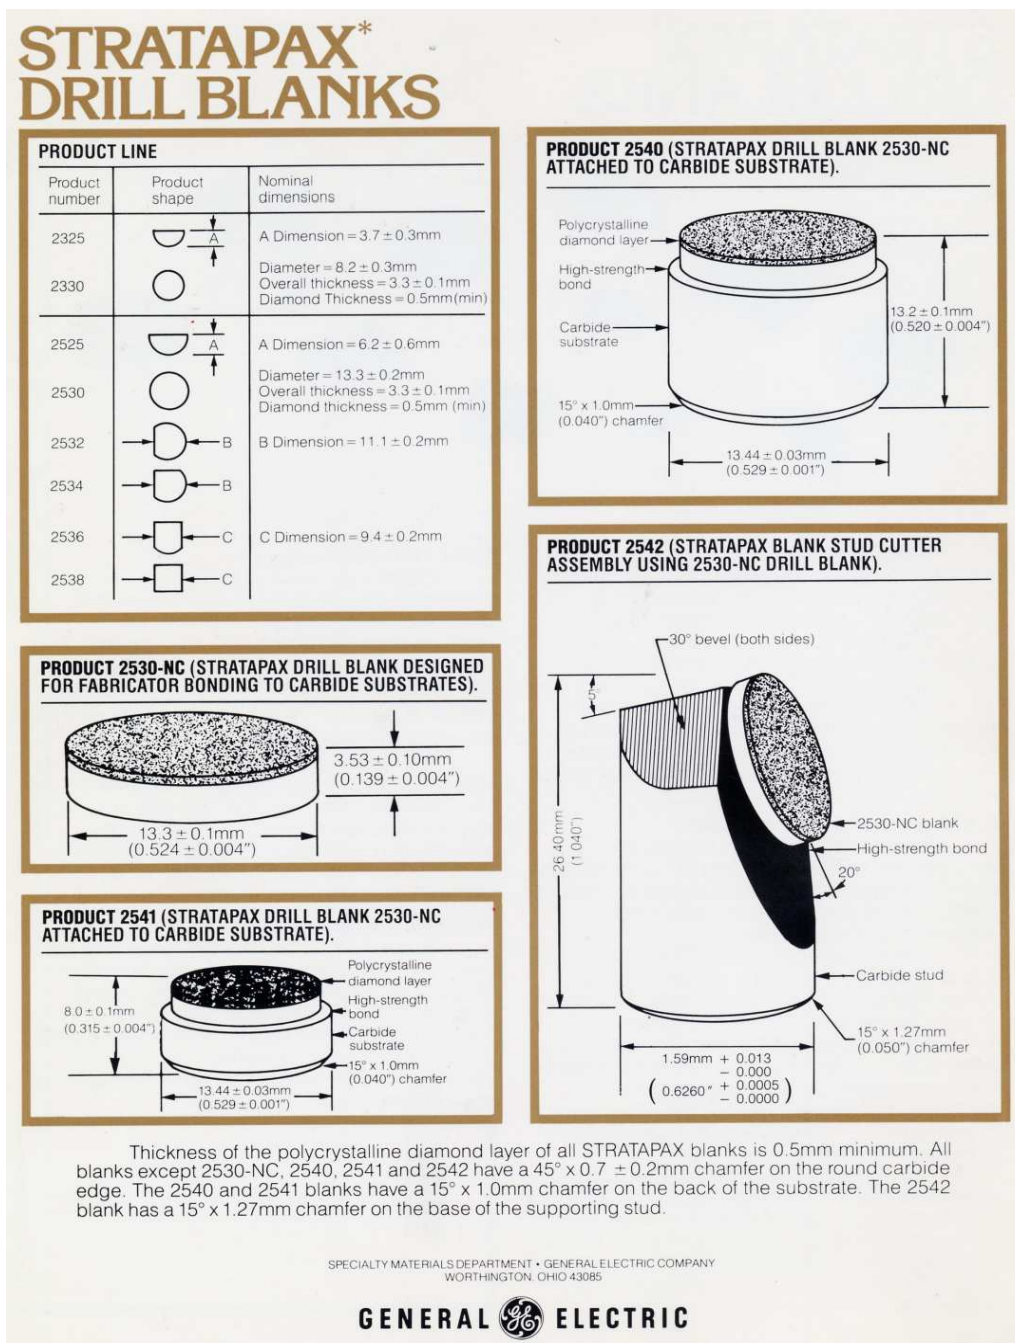 STRATAPAX*
DRILL BLANKS
PRODUCT LINE
Product number
Product shape
Nominal dimensions
2325
A
A Dimension = 3.7 ± 0.3mm
2330
Diameter = 8.2 ± 0.3mm
Overall thickness = 3.3 ± 0.1mm
Diamond Thickness = 0.5mm(min)
2525
A
A Dimension = 6.2 ± 0.6mm
2530
Diameter = 13.3 ± 0.2mm
Overall thickness = 3.3 ± 0.1mm
Diamond thickness = 0.5mm (min)
2532
B
B Dimension = 11.1 ± 0.2mm
2534
B
2536
C
C Dimension = 9.4 ± 0.2mm
2538
C
PRODUCT 2530-NC (STRATAPAX DRILL BLANK DESIGNED
FOR FABRICATOR BONDING TO CARBIDE SUBSTRATES).
3.53 ± 0.10mm
(0.139 ± 0.004")
13.3 ± 0.1mm
(0.524 ± 0.004")
PRODUCT 2541 (STRATAPAX DRILL BLANK 2530-NC
ATTACHED TO CARBIDE SUBSTRATE).
Polycrystalline
diamond layer
High-strength
bond
Carbide
substrate
15° x 1.0mm
(0.040") chamfer
8.0 ± 0.1mm
(0.315 ± 0.004")
13.44 ± 0.03mm
(0.529 ± 0.001")
PRODUCT 2540 (STRATAPAX DRILL BLANK 2530-NC
ATTACHED TO CARBIDE SUBSTRATE).
Polycrystalline
diamond layer
High-strength
bond
Carbide
substrate
15° x 1.0mm
(0.040") chamfer
13.2 ± 0.1mm
(0.520 ± 0.004")
13.44 ± 0.03mm
(0.529 ± 0.001")
PRODUCT 2542 (STRATAPAX BLANK STUD CUTTER
ASSEMBLY USING 2530-NC DRILL BLANK).
30° bevel (both sides)
5°
26.40mm
(1.040")
2530-NC blank
High-strength bond
20°
Carbide stud
15° x 1.27mm
(0.050") chamfer
1.59mm + 0.013
- 0.000
(0.6260" + 0.0005
- 0.0000)
Thickness of the polycrystalline diamond layer of all STRATAPAX blanks is 0.5mm minimum. All
blanks except 2530-NC, 2540, 2541 and 2542 have a 45° x 0.7 ± 0.2mm chamfer on the round carbide
edge. The 2540 and 2541 blanks have a 15° x 1.0mm chamfer on the back of the substrate. The 2542
blank has a 15° x 1.27mm chamfer on the base of the supporting stud.
SPECIALTY MATERIALS DEPARTMENT • GENERAL ELECTRIC COMPANY
WORTHINGTON, OHIO 43085
GENERAL GE ELECTRIC